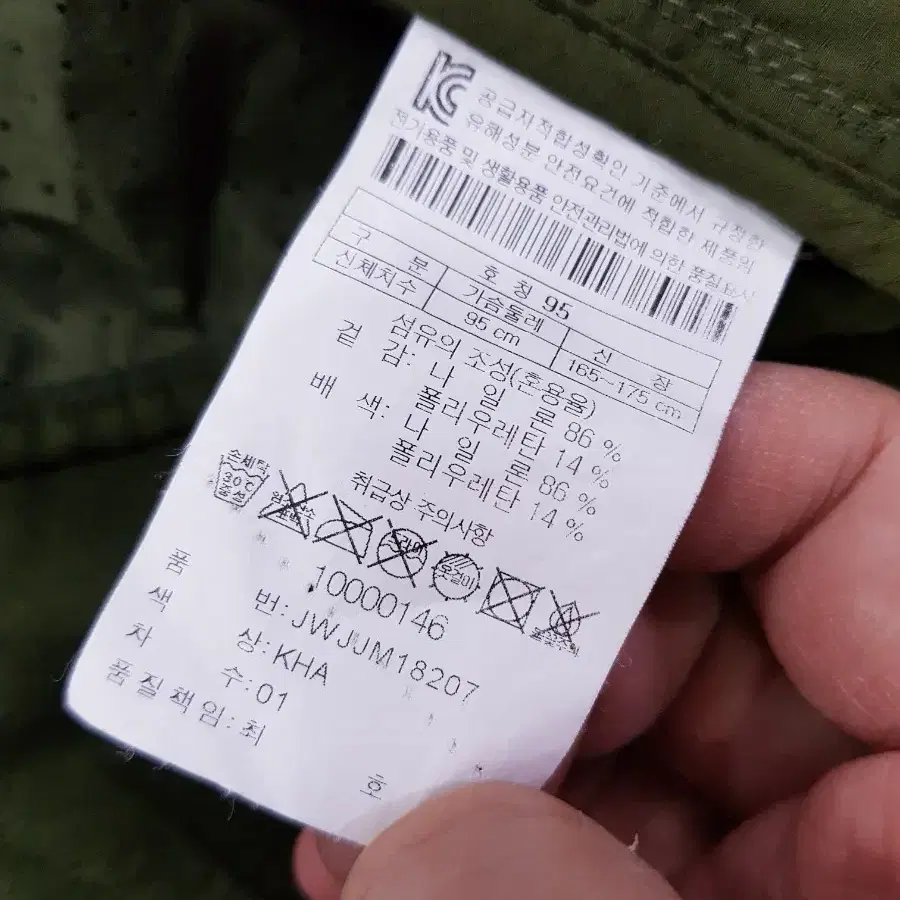 공급자적합성확인 기준에서 규정한
유해성분 안전요건에 적합한 제품임
전기용품 및 생활용품 안전관리법에 의한 품질표시
구 분 호 칭 95
신체치수 가슴둘레 신 장
95 cm 165~175 cm
섬유의 조성(혼용율)
겉 감: 나 일 론 86 %
폴리우레탄 14 %
배 색: 나 일 론 86 %
폴리우레탄 14 %
취급상 주의사항
손세탁
30℃
옷걸이
10000146
품 번: JWJJM18207
색 상: KHA
차 수: 01
품질책임: 최
호